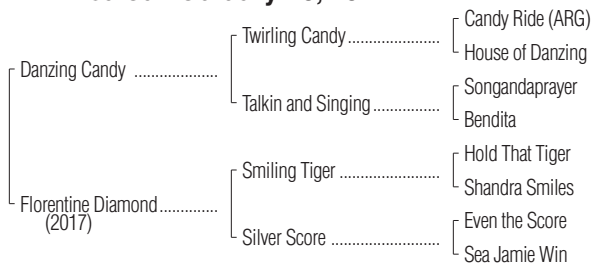 Candy Ride (ARG)
Twirling Candy..................
House of Danzing
Danzing Candy ...................
Songandaprayer
Talkin and Singing................
Bendita
Hold That Tiger
Smiling Tiger ..................
Shandra Smiles
Florentine Diamond.............
(2017)
Even the Score
Silver Score ...................
Sea Jamie Win